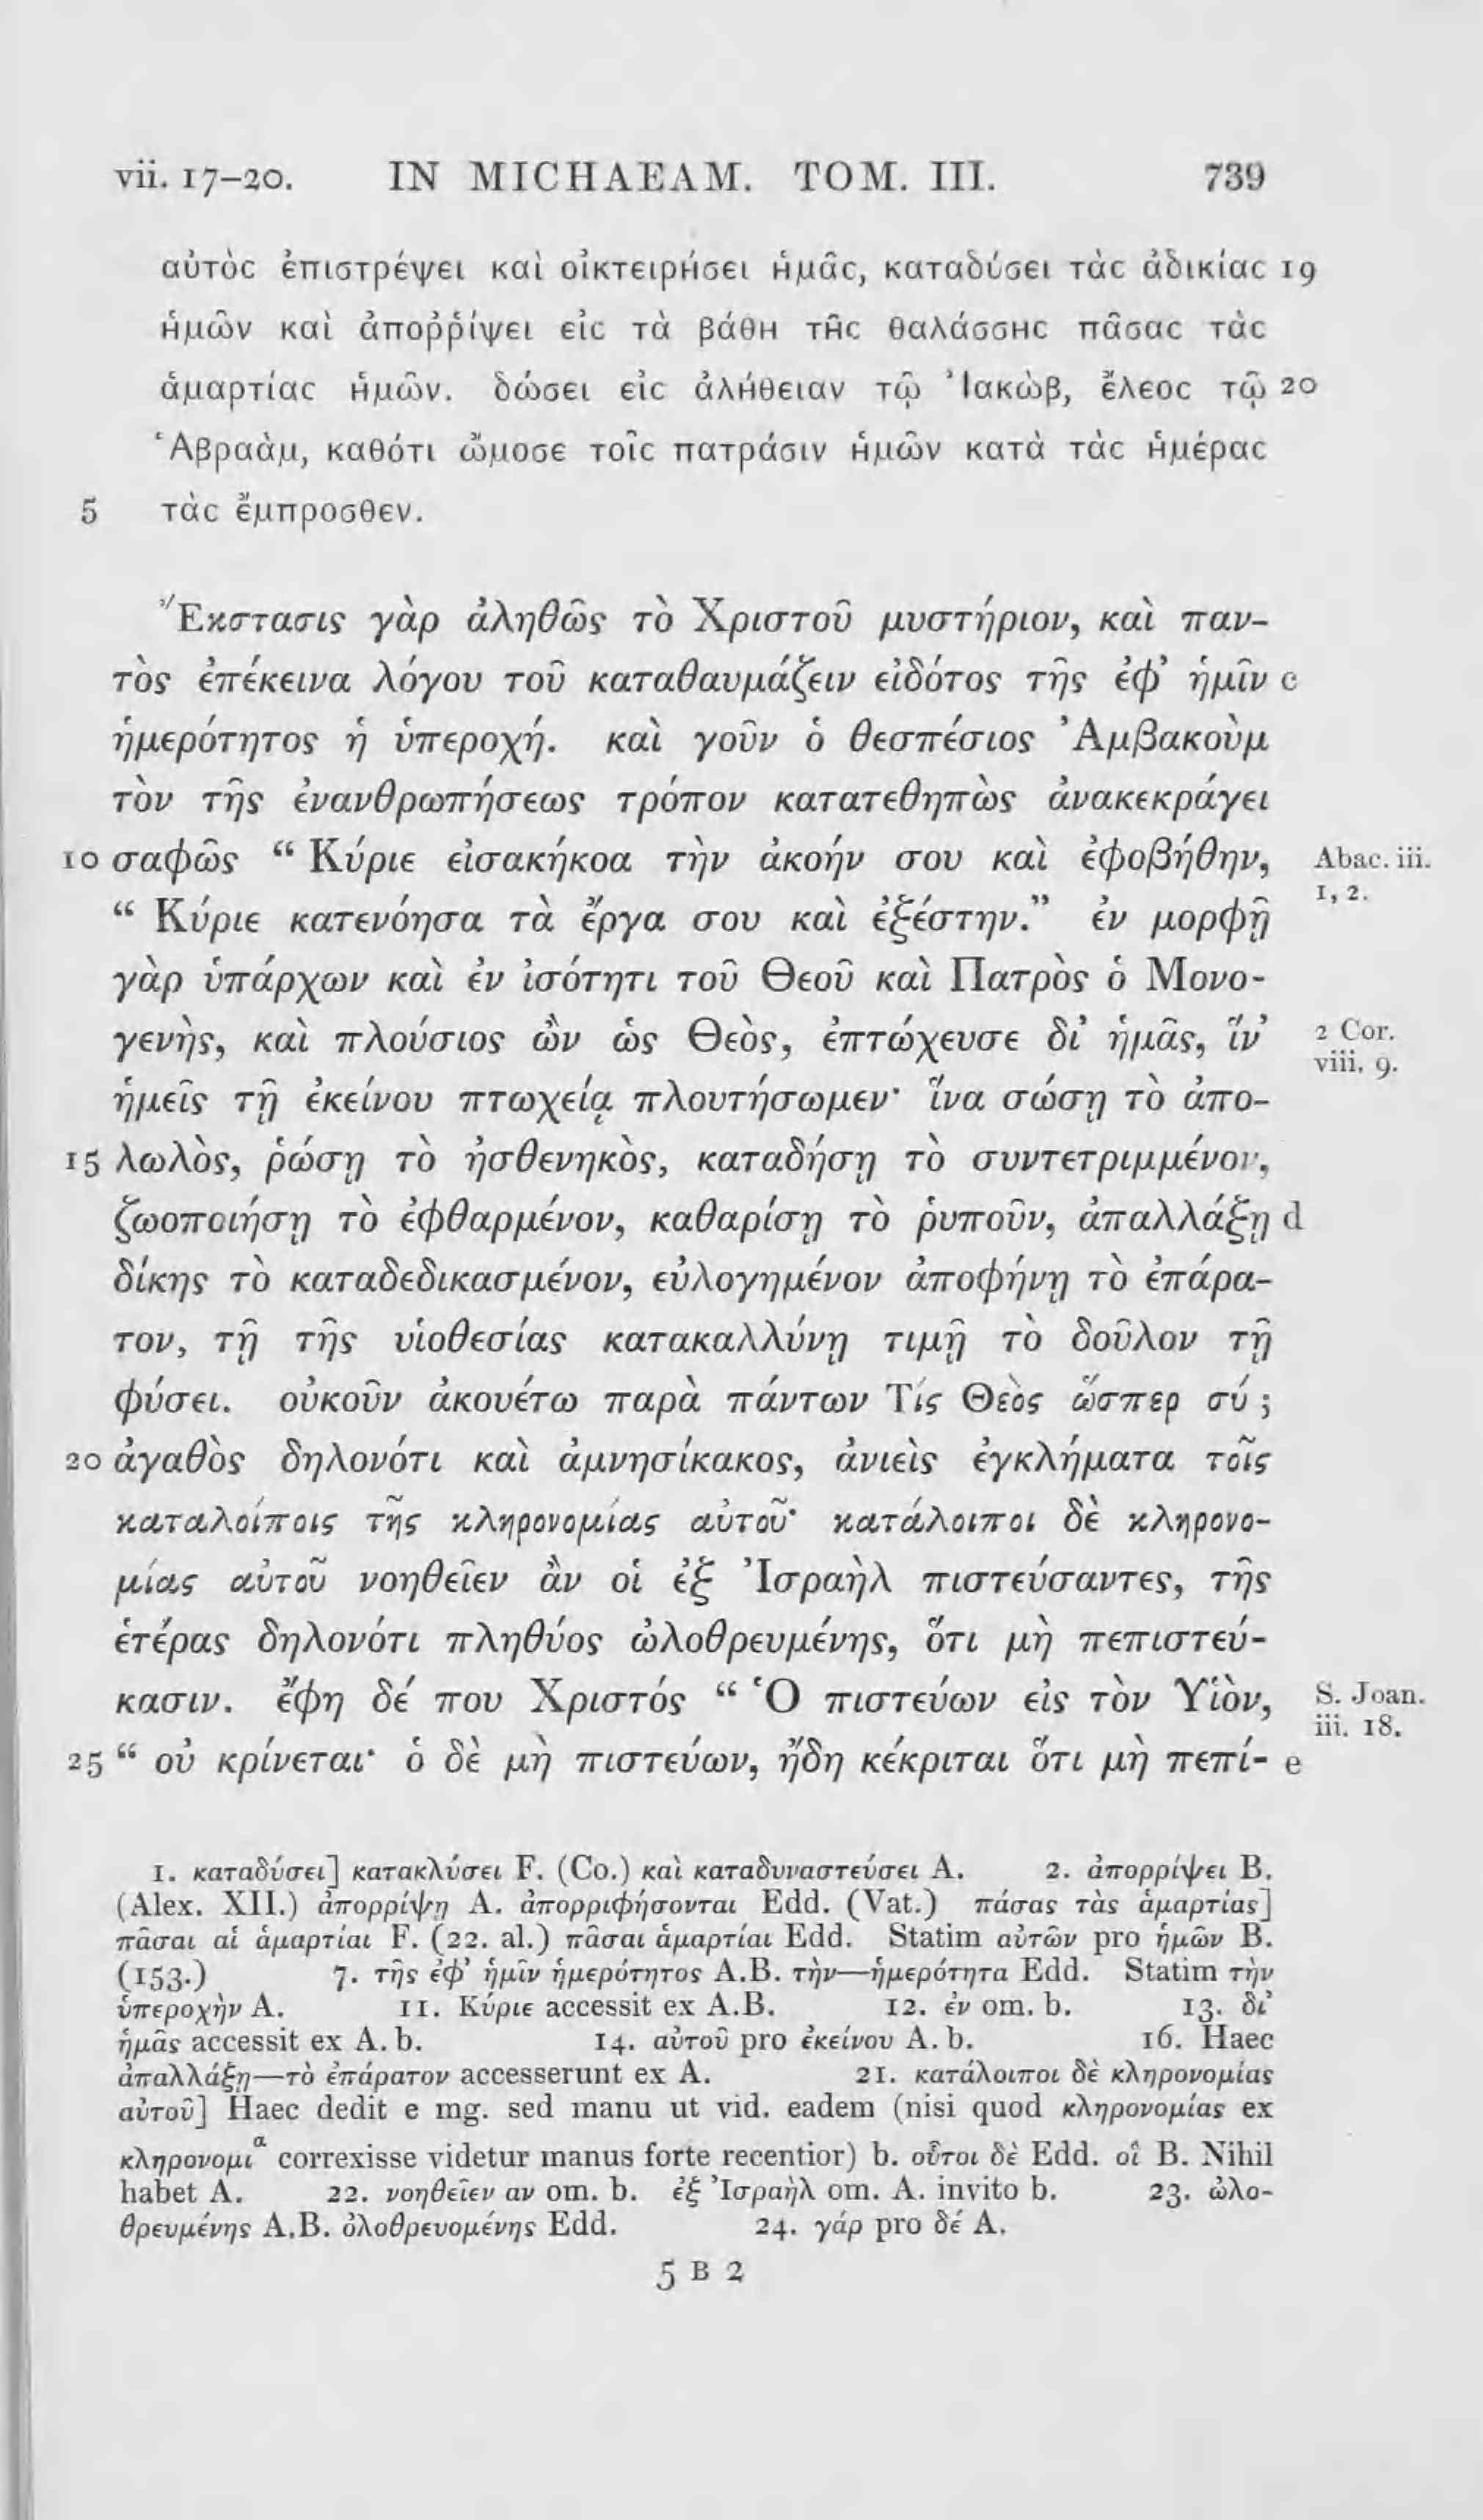 vii. 17–20. IN MICHAEAM. TOM. III. 739
αὐτὸς ἐπιστρέψει καὶ οἰκτειρήσει ἡμᾶς, καταδύσει τὰς ἀδικίας 19
ἡμῶν καὶ ἀποῤῥίψει εἰς τὰ βάθη τῆς θαλάσσης πᾶσας τὰς
ἁμαρτίας ἡμῶν. δώσει εἰς ἀλήθειαν τῷ Ἰακὼβ, ἔλεος τῷ 20
Ἁβραὰμ, καθότι ὤμοσε τοῖς πατράσιν ἡμῶν κατὰ τὰς ἡμέρας
5 τὰς ἔμπροσθεν.
Ἔκστασις γὰρ ἀληθῶς τὸ Χριστοῦ μυστήριον, καὶ παν-
τὸς ἐπέκεινα λόγου τοῦ καταθαυμάζειν εἰδότος τῆς ἐφ' ἡμῖν c
ἡμερότητος ἡ ὑπεροχή. καὶ γοῦν ὁ θεσπέσιος Ἀμβακοὺμ
τὸν τῆς ἐνανθρωπήσεως τρόπον κατατεθηπὼς ἀνακεκράγει
10 σαφῶς “ Κύριε εἰσακήκοα τὴν ἀκοήν σου καὶ ἐφοβήθην, Abac. iii. 1, 2.
“ Κύριε κατενόησα τὰ ἔργα σου καὶ ἐξέστην.” ἐν μορφῇ
γὰρ ὑπάρχων καὶ ἐν ἰσότητι τοῦ Θεοῦ καὶ Πατρὸς ὁ Μονο-
γενὴς, καὶ πλούσιος ὢν ὡς Θεὸς, ἐπτώχευσε δι' ἡμᾶς, ἵν' 2 Cor. viii. 9.
ἡμεῖς τῇ ἐκείνου πτωχείᾳ πλουτήσωμεν· ἵνα σώσῃ τὸ ἀπο-
15 λωλὸς, ῥώσῃ τὸ ἠσθενηκὸς, καταδήσῃ τὸ συντετριμμένον,
ζωοποιήσῃ τὸ ἐφθαρμένον, καθαρίσῃ τὸ ῥυποῦν, ἀπαλλάξῃ d
δίκης τὸ καταδεδικασμένον, εὐλογημένον ἀποφήνῃ τὸ ἐπάρα-
τον, τῇ τῆς υἱοθεσίας κατακαλλύνῃ τιμῇ τὸ δοῦλον τῇ
φύσει. οὐκοῦν ἀκουέτω παρὰ πάντων Τίς Θεὸς ὥσπερ σύ ;
20 ἀγαθὸς δηλονότι καὶ ἀμνησίκακος, ἀνιεὶς ἐγκλήματα τοῖς
καταλοίποις τῆς κληρονομίας αὐτοῦ· κατάλοιποι δὲ κληρονο-
μίας αὐτοῦ νοηθεῖεν ἂν οἱ ἐξ Ἰσραὴλ πιστεύσαντες, τῆς
ἑτέρας δηλονότι πληθύος ὠλοθρευμένης, ὅτι μὴ πεπιστεύ-
κασιν. ἔφη δέ που Χριστός “ Ὁ πιστεύων εἰς τὸν Υἱὸν, S. Joan. iii. 18.
25 “ οὐ κρίνεται· ὁ δὲ μὴ πιστεύων, ἤδη κέκριται ὅτι μὴ πεπί- e
1. καταδύσει] κατακλύσει F. (Co.) καὶ καταδυναστεύσει A. 2. ἀπορρίψει B.
(Alex. XII.) ἀπορρίψῃ A. ἀπορριφήσονται Edd. (Vat.) πάσας τὰς ἁμαρτίας]
πᾶσαι αἱ ἁμαρτίαι F. (22. al.) πᾶσαι ἁμαρτίαι Edd. Statim αὐτῶν pro ἡμῶν B.
(153.) 7. τῆς ἐφ' ἡμῖν ἡμερότητος A.B. τὴν—ἡμερότητα Edd. Statim τὴν
ὑπεροχὴν A. 11. Κύριε accessit ex A.B. 12. ἐν om. b. 13. δι'
ἡμᾶς accessit ex A. b. 14. αὐτοῦ pro ἐκείνου A. b. 16. Haec
ἀπαλλάξῃ—τὸ ἐπάρατον accesserunt ex A. 21. κατάλοιποι δὲ κληρονομίας
αὐτοῦ] Haec dedit e mg. sed manu ut vid. eadem (nisi quod κληρονομίας ex
κληρονομι^α correxisse videtur manus forte recentior) b. οὗτοι δὲ Edd. οἳ B. Nihil
habet A. 22. νοηθεῖεν αν om. b. ἐξ Ἰσραὴλ om. A. invito b. 23. ὠλο-
θρευμένης A.B. ὀλοθρευομένης Edd. 24. γάρ pro δέ A.
5 B 2